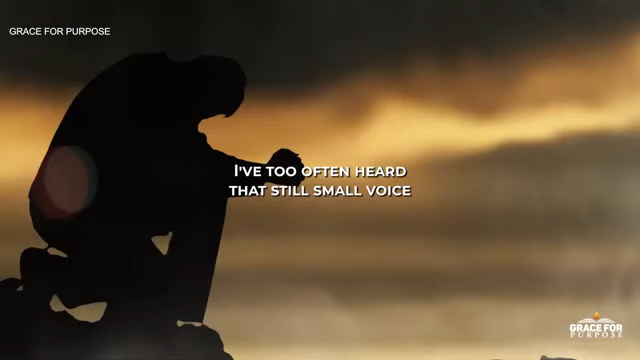 GRACE FOR PURPOSE
I'VE TOO OFTEN HEARD
THAT STILL SMALL VOICE
GRACE FOR
PURPOSE